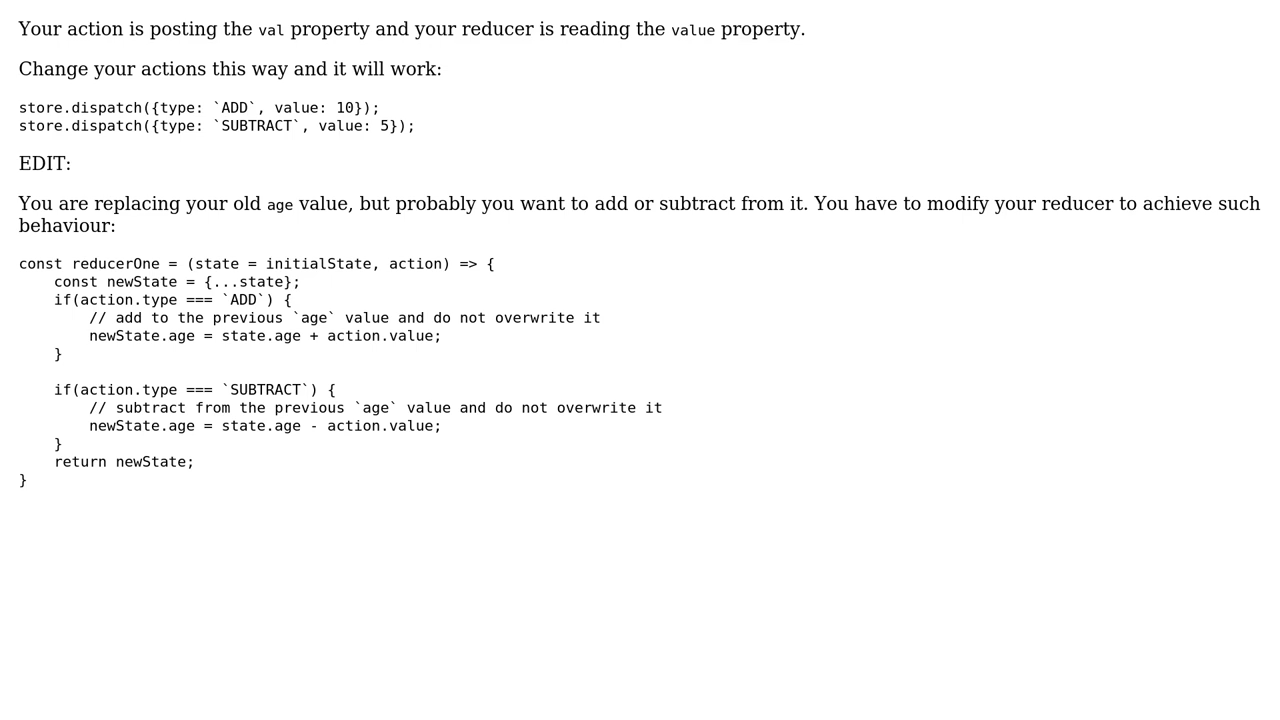 Your action is posting the val property and your reducer is reading the value property.
Change your actions this way and it will work:
store.dispatch({type: `ADD`, value: 10});
store.dispatch({type: `SUBTRACT`, value: 5});
EDIT:
You are replacing your old age value, but probably you want to add or subtract from it. You have to modify your reducer to achieve such
behaviour:
const reducerOne = (state = initialState, action) => {
    const newState = {...state};
    if(action.type === `ADD`) {
        // add to the previous `age` value and do not overwrite it
        newState.age = state.age + action.value;
    }

    if(action.type === `SUBTRACT`) {
        // subtract from the previous `age` value and do not overwrite it
        newState.age = state.age - action.value;
    }
    return newState;
}